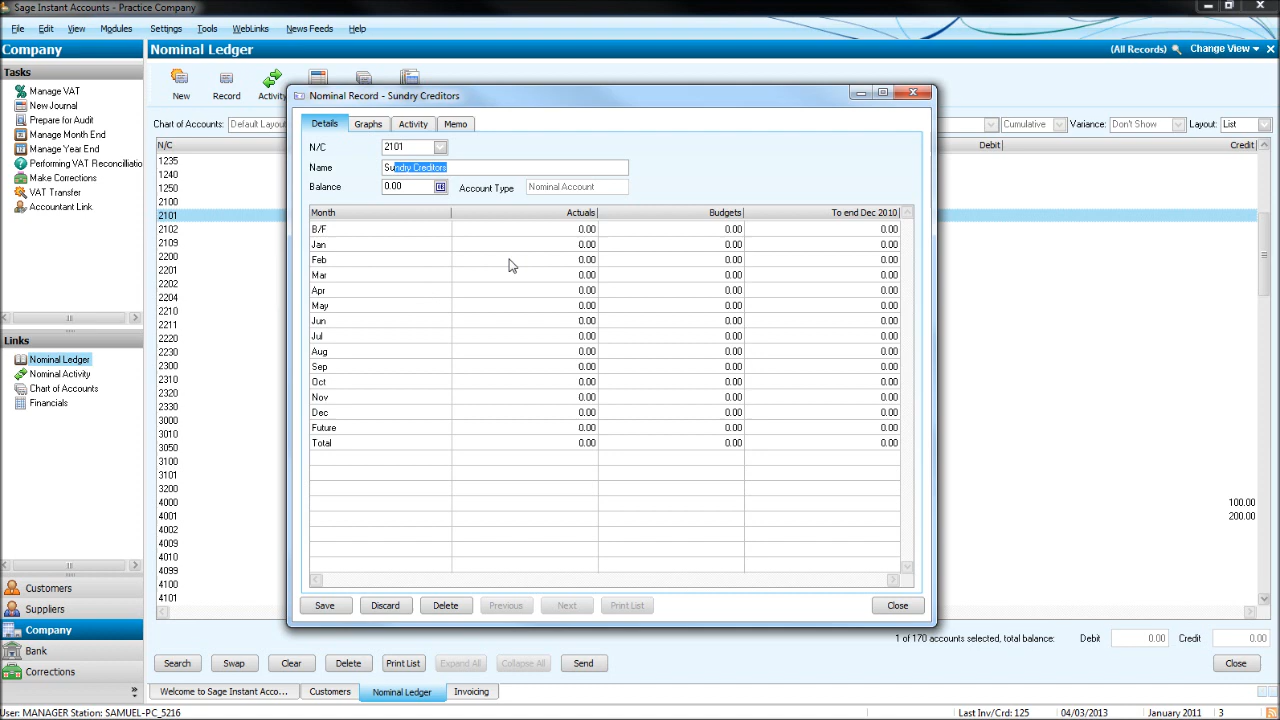 Sage Instant Accounts - Practice Company
File Edit View Modules Settings Tools WebLinks News Feeds Help
Company
Nominal Ledger
(All Records) Change View
Tasks
Manage VAT
New Journal
Prepare for Audit
Manage Month End
Manage Year End
Performing VAT Reconciliatio
Make Corrections
VAT Transfer
Accountant Link
Links
Nominal Ledger
Nominal Activity
Chart of Accounts
Financials
Customers
Suppliers
Company
Bank
Corrections
New Record Activity
Chart of Accounts: Default Layou
Cumulative Variance: Don't Show Layout: List
N/C Debit Credit
1235
1240
1250
2100
2101
2102
2109
2200
2201
2202
2204
2210
2211
2220
2230
2300
2310
2320
2330
3000
3010
3050
3100
3101
3200
4000 100.00
4001 200.00
4002
4009
4010
4099
4100
4101
Nominal Record - Sundry Creditors
Details Graphs Activity Memo
N/C 2101
Name Sundry Creditors
Balance 0.00 Account Type Nominal Account
Month Actuals Budgets To end Dec 2010
B/F 0.00 0.00 0.00
Jan 0.00 0.00 0.00
Feb 0.00 0.00 0.00
Mar 0.00 0.00 0.00
Apr 0.00 0.00 0.00
May 0.00 0.00 0.00
Jun 0.00 0.00 0.00
Jul 0.00 0.00 0.00
Aug 0.00 0.00 0.00
Sep 0.00 0.00 0.00
Oct 0.00 0.00 0.00
Nov 0.00 0.00 0.00
Dec 0.00 0.00 0.00
Future 0.00 0.00 0.00
Total 0.00 0.00 0.00
Save Discard Delete Previous Next Print List Close
1 of 170 accounts selected, total balance: Debit 0.00 Credit 0.00
Search Swap Clear Delete Print List Expand All Collapse All Send Close
Welcome to Sage Instant Acco... Customers Nominal Ledger Invoicing
User: MANAGER Station: SAMUEL-PC_5216 Last Inv/Crd: 125 04/03/2013 January 2011 3